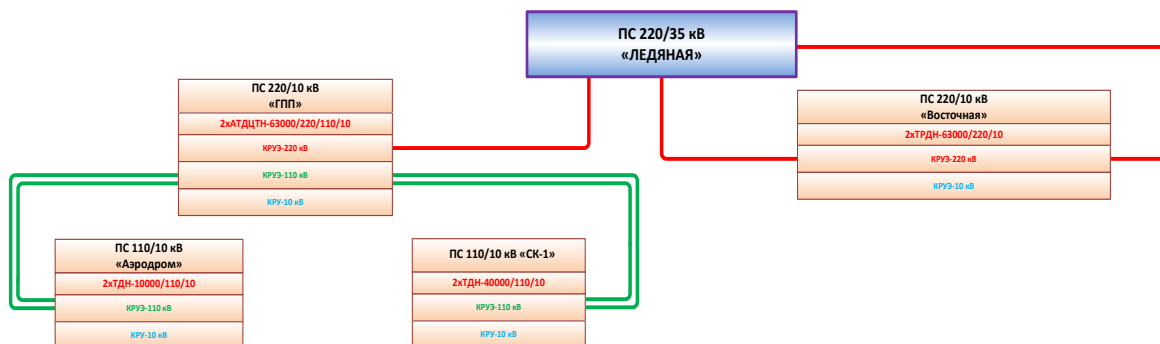 ПС 220/35 кВ
«ЛЕДЯНАЯ»
ПС 220/10 кВ
«ГПП»
2хАТДЦТН-63000/220/110/10
КРУЭ-220 кВ
КРУЭ-110 кВ
КРУ-10 кВ
ПС 220/10 кВ
«Восточная»
2хТРДН-63000/220/10
КРУЭ-220 кВ
КРУЭ-10 кВ
ПС 110/10 кВ
«Аэродром»
2хТДН-10000/110/10
КРУЭ-110 кВ
КРУ-10 кВ
ПС 110/10 кВ «СК-1»
2хТДН-40000/110/10
КРУЭ-110 кВ
КРУ-10 кВ